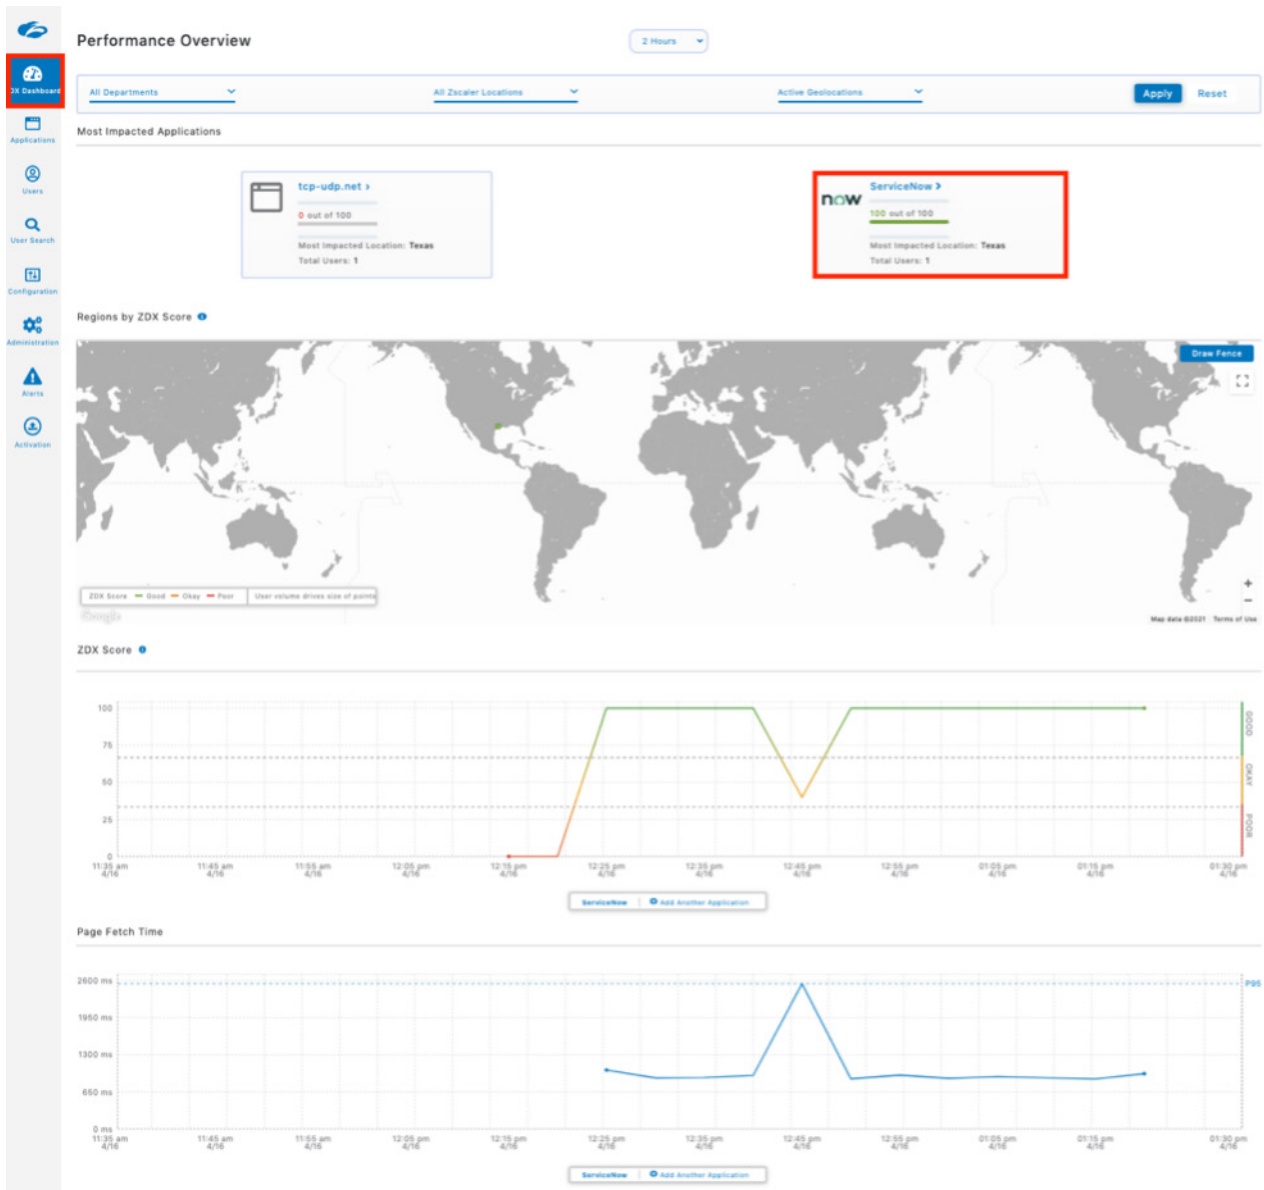 Performance Overview
2 Hours
DX Dashboard
All Departments
All Zscaler Locations
Active Geolocations
Apply
Reset
Most Impacted Applications
Applications
Users
User Search
Configuration
Administration
Alerts
Activation
tcp-udp.net ›
0 out of 100
Most Impacted Location: Texas
Total Users: 1
now
ServiceNow ›
100 out of 100
Most Impacted Location: Texas
Total Users: 1
Regions by ZDX Score
Draw Fence
ZDX Score Good Okay Poor User volume drives size of points
Google
+
−
Map data ©2021 Terms of Use
ZDX Score
100
75
50
25
0
GOOD
OKAY
POOR
11:35 am 11:45 am 11:55 am 12:05 pm 12:15 pm 12:25 pm 12:35 pm 12:45 pm 12:55 pm 01:05 pm 01:15 pm 01:30 pm
4/16 4/16 4/16 4/16 4/16 4/16 4/16 4/16 4/16 4/16 4/16 4/16
ServiceNow Add Another Application
Page Fetch Time
2600 ms
P95
1950 ms
1300 ms
650 ms
0 ms
11:35 am 11:45 am 11:55 am 12:05 pm 12:15 pm 12:25 pm 12:35 pm 12:45 pm 12:55 pm 01:05 pm 01:15 pm 01:30 pm
4/16 4/16 4/16 4/16 4/16 4/16 4/16 4/16 4/16 4/16 4/16 4/16
ServiceNow Add Another Application